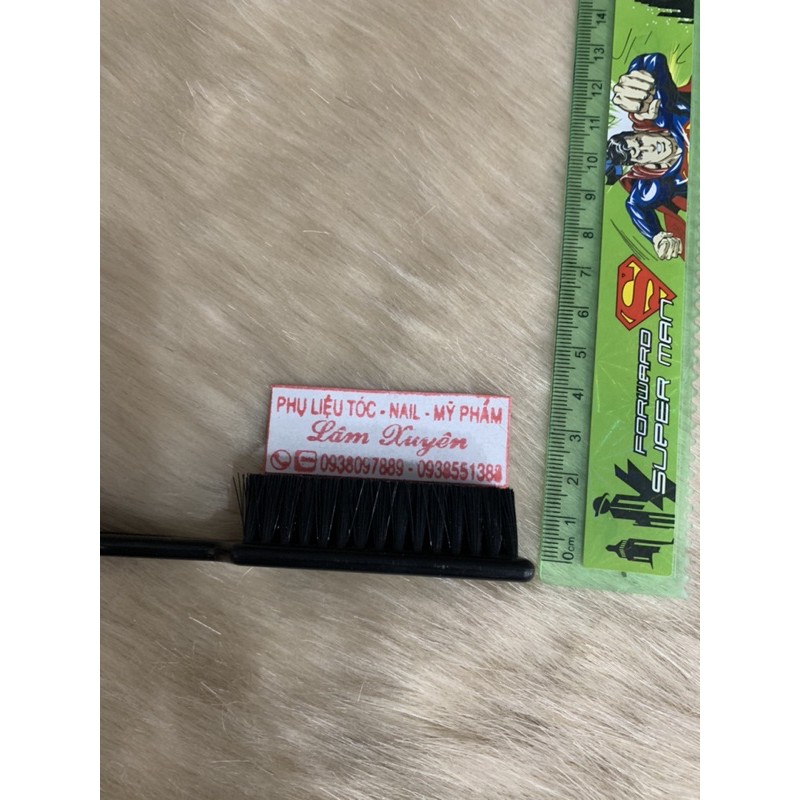 PHỤ LIỆU TÓC - NAIL - MỸ PHẨM
Lâm Xuyên
0938097889 - 0938551388
14
13
12
11
10
9
8
7
6
5
4
3
2
1
0cm
S
FORWARD
SUPER MAN